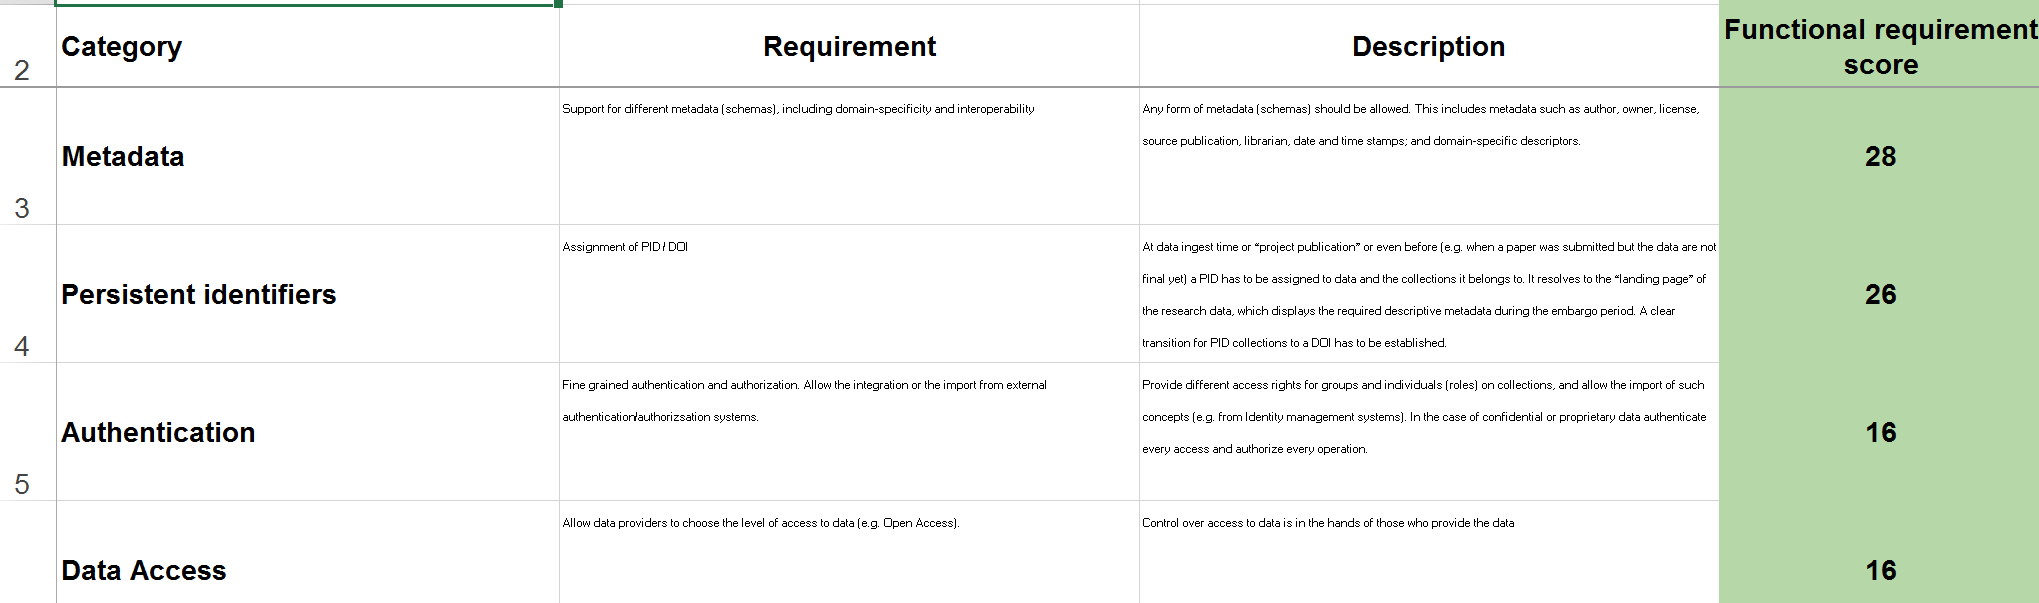 Category
Requirement
Description
Functional requirement
score
2
Support for different metadata (schemas), including domain-specificity and interoperability
Any form of metadata (schemas) should be allowed. This includes metadata such as author, owner, license,
source publication, librarian, date and time stamps; and domain-specific descriptors.
Metadata
28
3
Assignment of PID / DOI
At data ingest time or “project publication” or even before (e.g. when a paper was submitted but the data are not
final yet) a PID has to be assigned to data and the collections it belongs to. It resolves to the “landing page” of
the research data, which displays the required descriptive metadata during the embargo period. A clear
transition for PID collections to a DOI has to be established.
Persistent identifiers
26
4
Fine grained authentication and authorization. Allow the integration or the import from external
authentication/authorizsation systems.
Provide different access rights for groups and individuals (roles) on collections, and allow the import of such
concepts (e.g. from Identity management systems). In the case of confidential or proprietary data authenticate
every access and authorize every operation.
Authentication
16
5
Allow data providers to choose the level of access to data (e.g. Open Access).
Control over access to data is in the hands of those who provide the data
Data Access
16